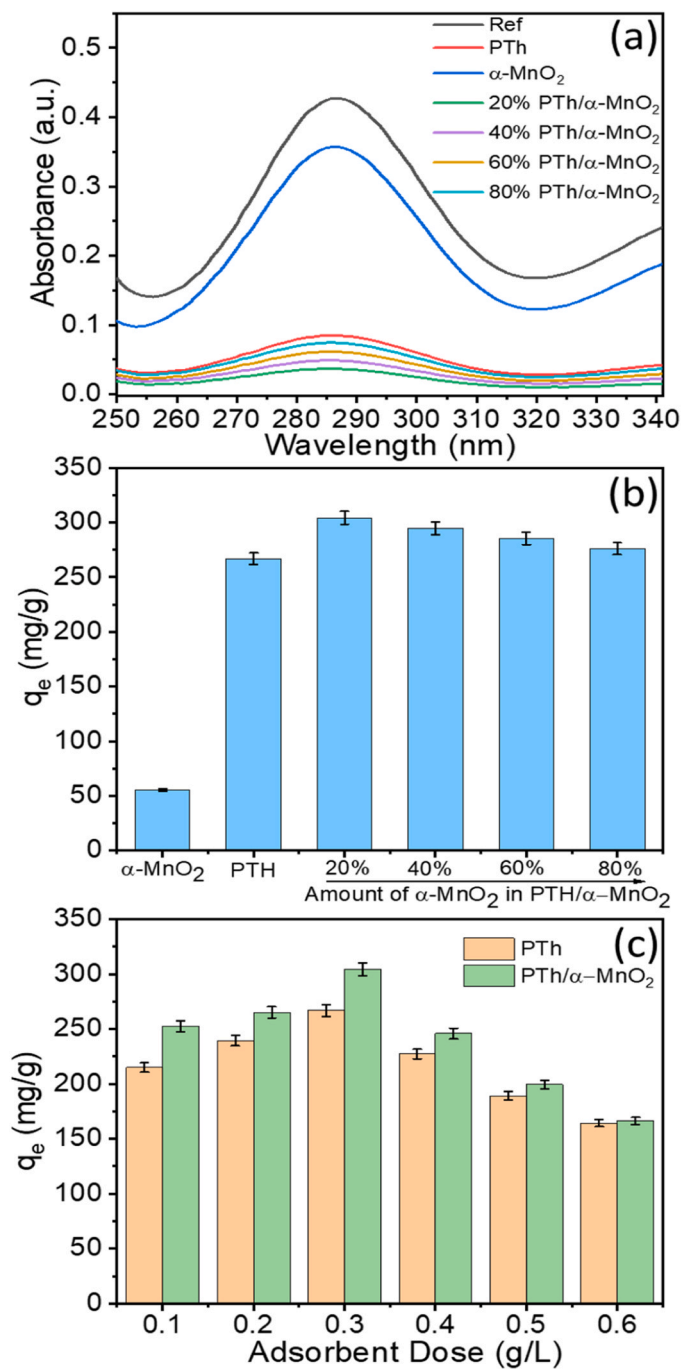 (a)
Ref
PTh
α-MnO₂
20% PTh/α-MnO₂
40% PTh/α-MnO₂
60% PTh/α-MnO₂
80% PTh/α-MnO₂
0.5
0.4
0.3
0.2
0.1
0.0
Absorbance (a.u.)
250 260 270 280 290 300 310 320 330 340
Wavelength (nm)
(b)
350
300
250
200
150
100
50
0
qₑ (mg/g)
α-MnO₂ PTH 20% 40% 60% 80%
Amount of α-MnO₂ in PTH/α–MnO₂
(c)
PTh
PTh/α–MnO₂
350
300
250
200
150
100
50
0
qₑ (mg/g)
0.1 0.2 0.3 0.4 0.5 0.6
Adsorbent Dose (g/L)